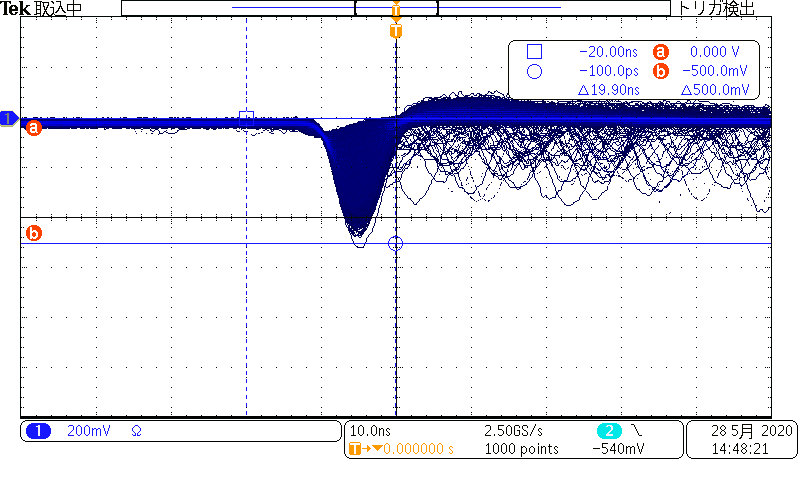 Tek 取込中
トリガ検出
T
T
-20.00ns a 0.000 V
-100.0ps b -500.0mV
Δ19.90ns Δ500.0mV
1
a
b
1 200mV Ω
10.0ns 2.50GS/s 2
T→▼0.000000 s 1000 points -540mV
28 5月 2020
14:48:21